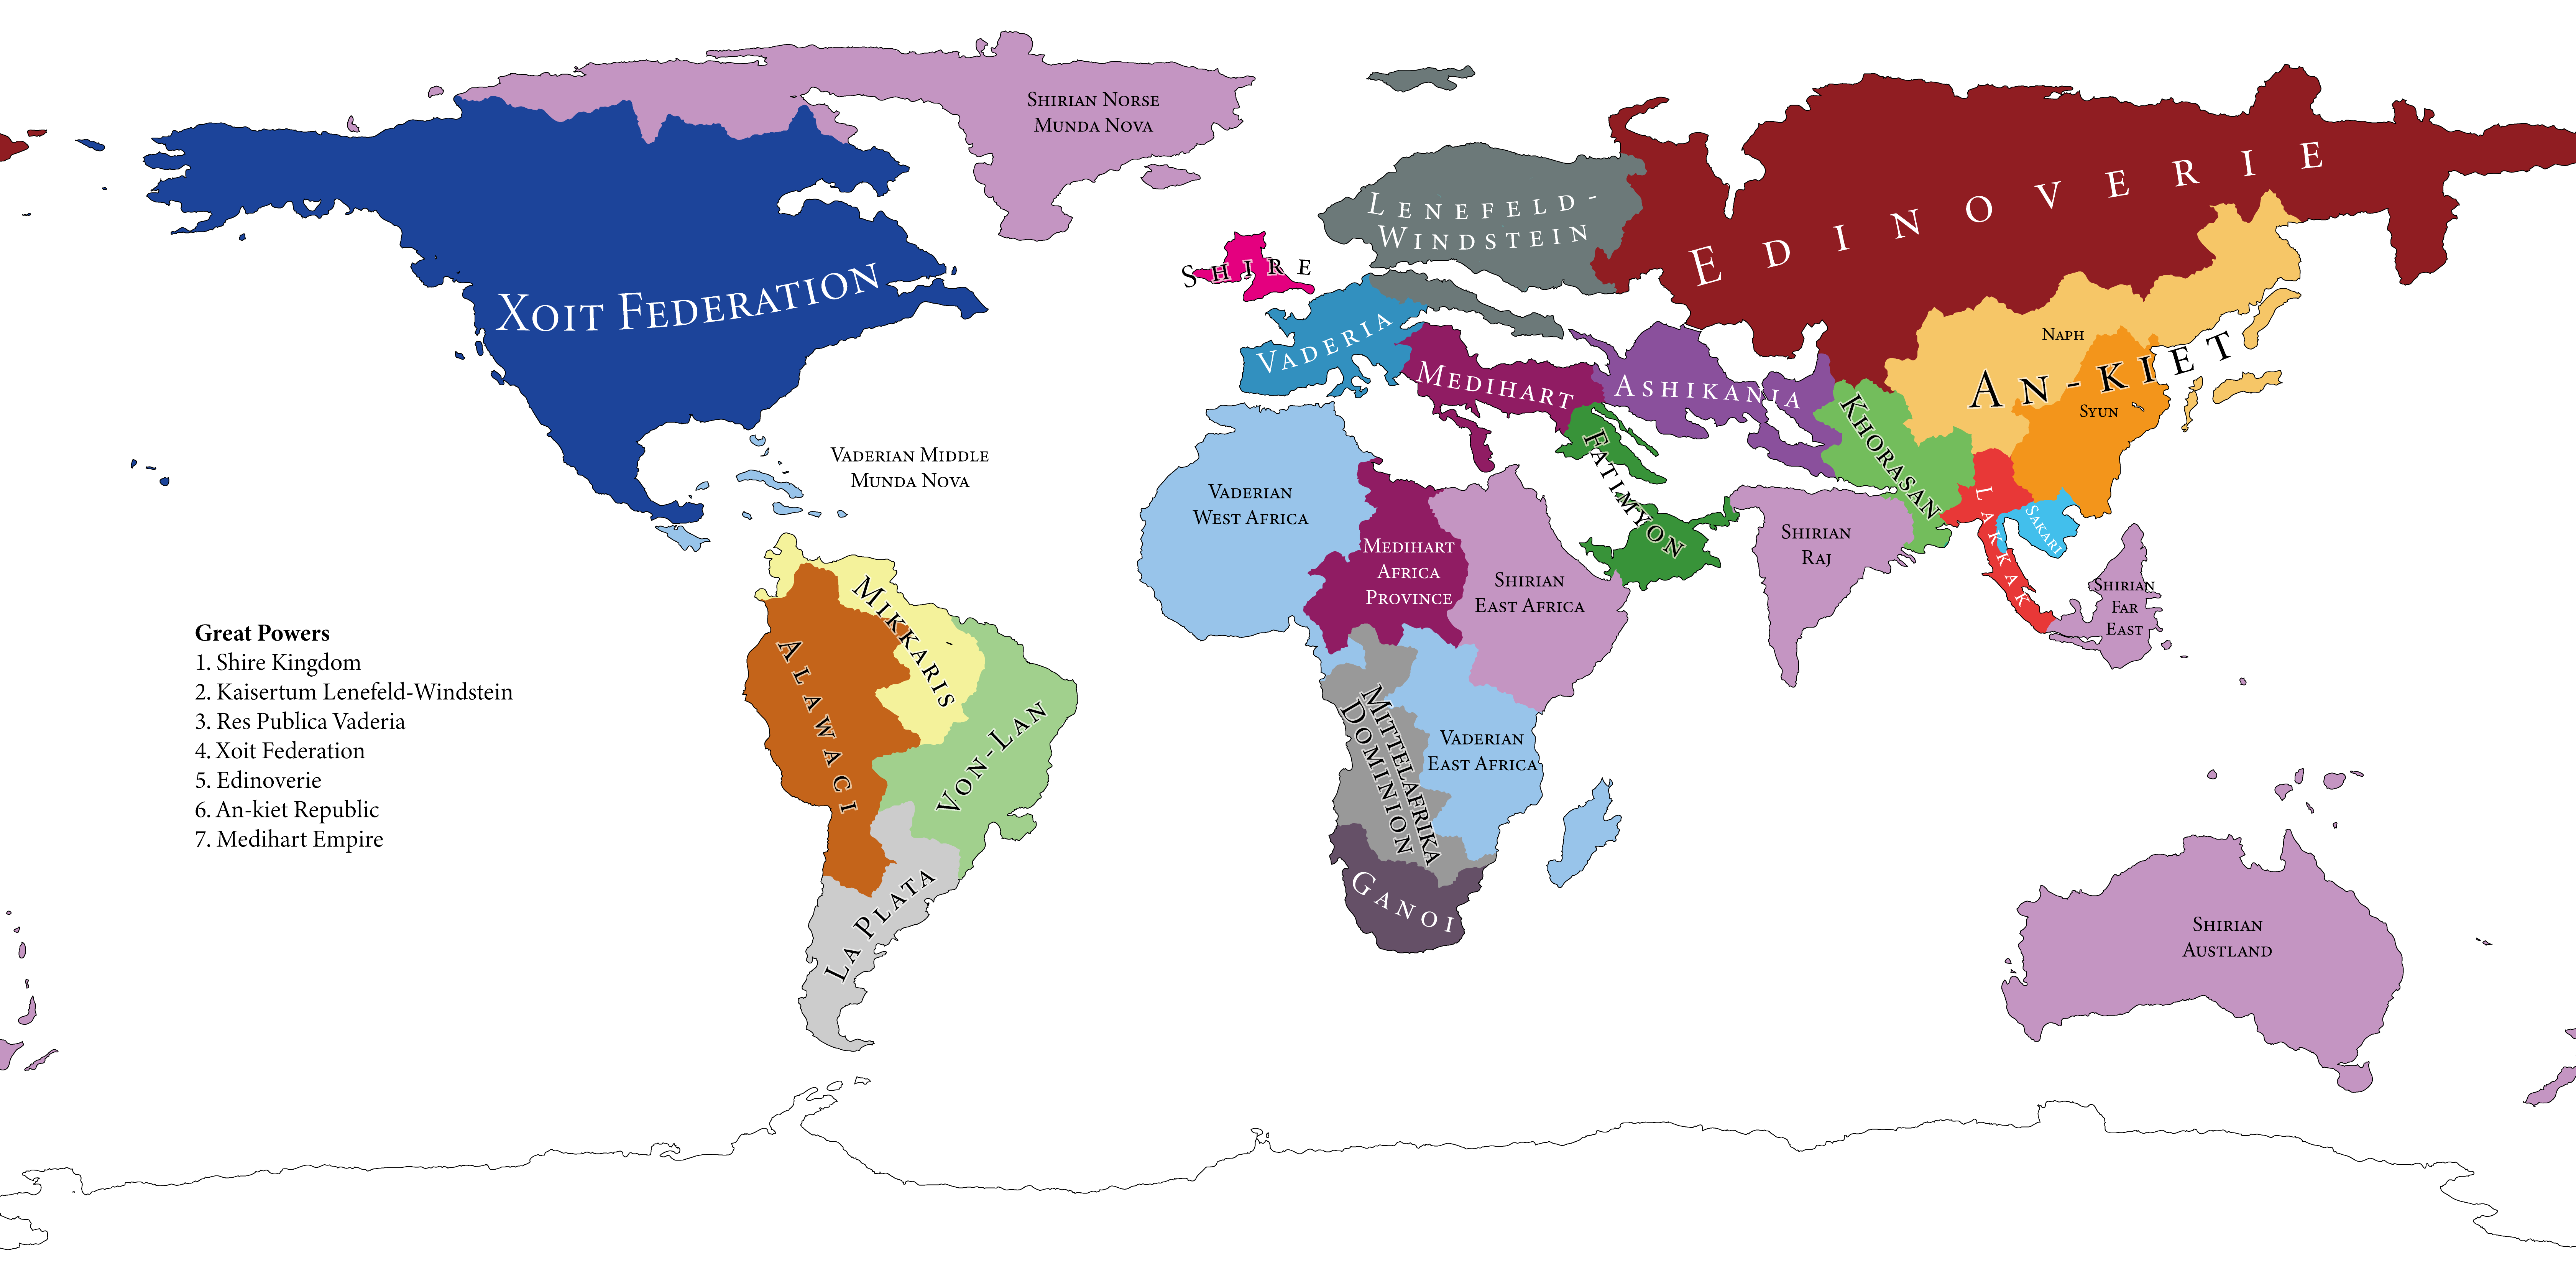 Shirian Norse
Munda Nova
Xoit Federation
Lenefeld-
Windstein
Edinoverie
Shire
Vaderia
Medihart
Ashikania
Khorasan
Naph
An-kiet
Syun
Fatimyon
Lakkak
Sakari
Vaderian Middle
Munda Nova
Vaderian
West Africa
Medihart
Africa
Province
Shirian
East Africa
Shirian
Raj
Shirian
Far
East
Mikkaris
Alawaci
Von-Lan
La Plata
Mittelafrika
Dominion
Vaderian
East Africa
Ganoi
Shirian
Austland
Great Powers
1. Shire Kingdom
2. Kaisertum Lenefeld-Windstein
3. Res Publica Vaderia
4. Xoit Federation
5. Edinoverie
6. An-kiet Republic
7. Medihart Empire